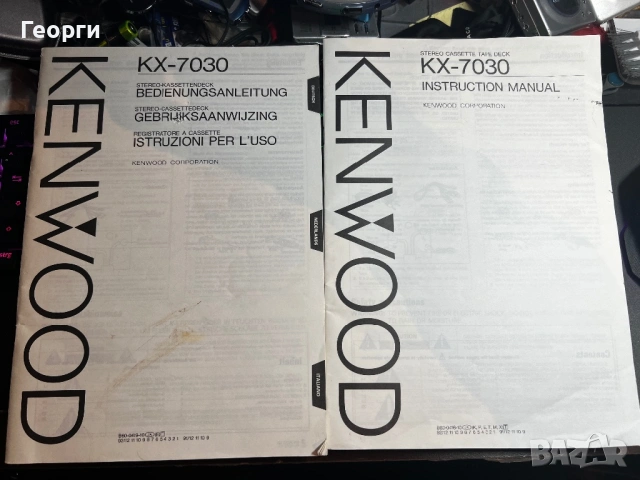 Георги
KENWOOD
KX-7030
STEREO-KASSETTENDECK
BEDIENUNGSANLEITUNG
STEREO-CASSETTEDECK
GEBRUIKSAANWIJZING
REGISTRATORE A CASSETTE
ISTRUZIONI PER L'USO
KENWOOD CORPORATION
DEUTSCH
NEDERLANDS
ITALIANO
KENWOOD
STEREO CASSETTE TAPE DECK
KX-7030
INSTRUCTION MANUAL
KENWOOD CORPORATION
BAZAR